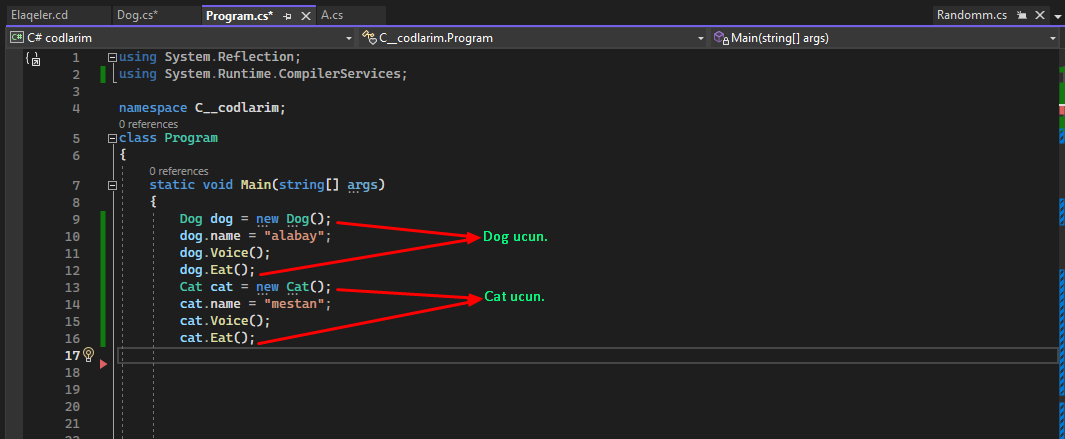 Elaqeler.cd Dog.cs* Program.cs* A.cs Randomm.cs
C# codlarim C__codlarim.Program Main(string[] args)
1 using System.Reflection;
2 using System.Runtime.CompilerServices;
3
4 namespace C__codlarim;
0 references
5 class Program
6 {
0 references
7 static void Main(string[] args)
8 {
9 Dog dog = new Dog();
10 dog.name = "alabay"; Dog ucun.
11 dog.Voice();
12 dog.Eat();
13 Cat cat = new Cat();
14 cat.name = "mestan"; Cat ucun.
15 cat.Voice();
16 cat.Eat();
17
18
19
20
21
22